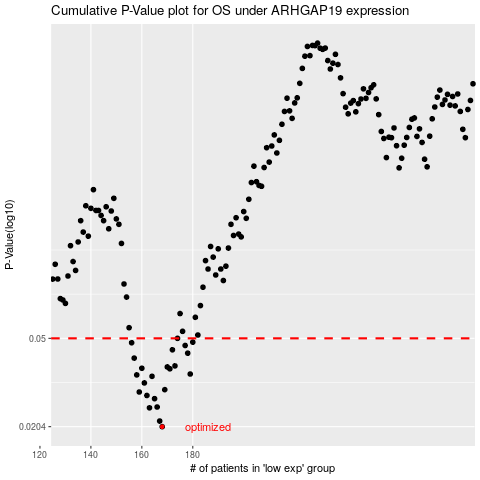 Cumulative P-Value plot for OS under ARHGAP19 expression
P-Value(log10)
0.05
0.0204
optimized
120 140 160 180
# of patients in 'low exp' group